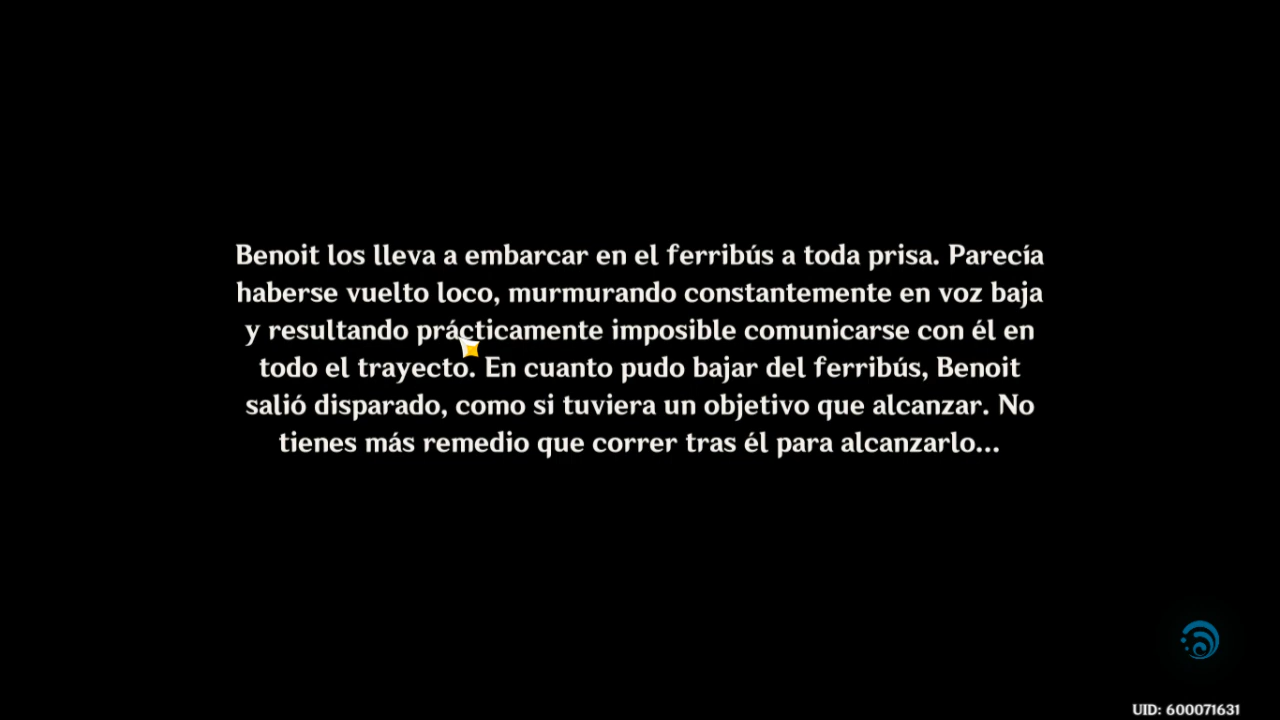 Benoit los lleva a embarcar en el ferribús a toda prisa. Parecía
haberse vuelto loco, murmurando constantemente en voz baja
y resultando prácticamente imposible comunicarse con él en
todo el trayecto. En cuanto pudo bajar del ferribús, Benoit
salió disparado, como si tuviera un objetivo que alcanzar. No
tienes más remedio que correr tras él para alcanzarlo...
UID: 600071631